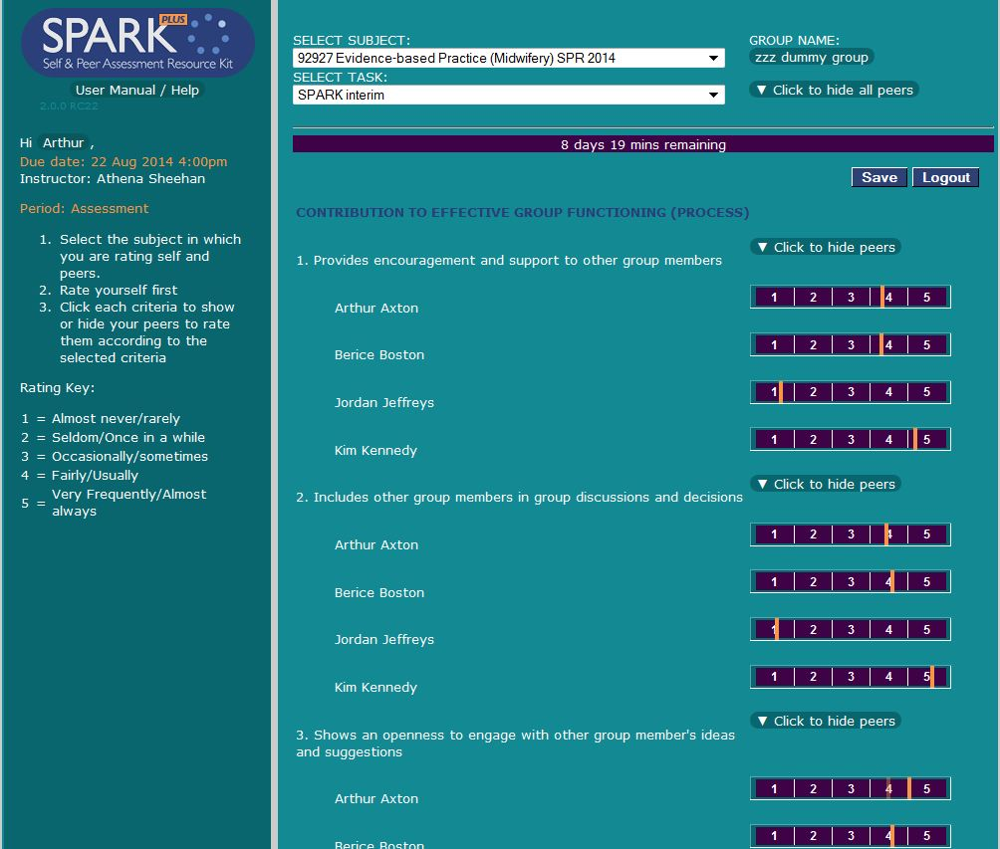 SPARK PLUS
Self & Peer Assessment Resource Kit
User Manual / Help
2.0.0 RC22
Hi Arthur ,
Due date: 22 Aug 2014 4:00pm
Instructor: Athena Sheehan
Period: Assessment
1. Select the subject in which
you are rating self and
peers.
2. Rate yourself first
3. Click each criteria to show
or hide your peers to rate
them according to the
selected criteria
Rating Key:
1 = Almost never/rarely
2 = Seldom/Once in a while
3 = Occasionally/sometimes
4 = Fairly/Usually
5 = Very Frequently/Almost
always
SELECT SUBJECT:
92927 Evidence-based Practice (Midwifery) SPR 2014
SELECT TASK:
SPARK interim
GROUP NAME:
zzz dummy group
▼ Click to hide all peers
8 days 19 mins remaining
Save Logout
CONTRIBUTION TO EFFECTIVE GROUP FUNCTIONING (PROCESS)
▼ Click to hide peers
1. Provides encouragement and support to other group members
Arthur Axton 1 2 3 4 5
Berice Boston 1 2 3 4 5
Jordan Jeffreys 1 2 3 4 5
Kim Kennedy 1 2 3 4 5
▼ Click to hide peers
2. Includes other group members in group discussions and decisions
Arthur Axton 1 2 3 4 5
Berice Boston 1 2 3 4 5
Jordan Jeffreys 1 2 3 4 5
Kim Kennedy 1 2 3 4 5
▼ Click to hide peers
3. Shows an openness to engage with other group member's ideas
and suggestions
Arthur Axton 1 2 3 4 5
Berice Boston 1 2 3 4 5